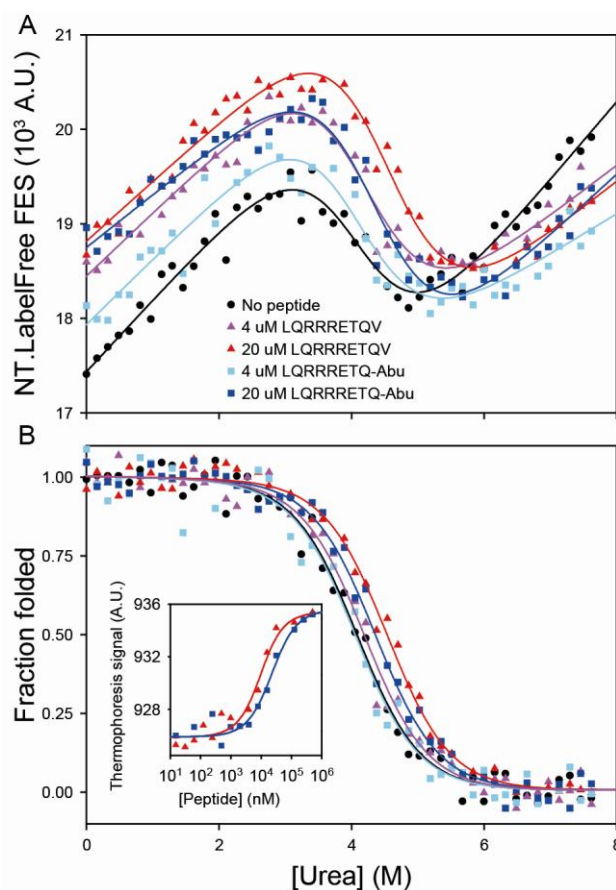 A
NT.LabelFree FES (10³ A.U.)
21
20
19
18
17
No peptide
4 uM LQRRRETQV
20 uM LQRRRETQV
4 uM LQRRRETQ-Abu
20 uM LQRRRETQ-Abu
B
Fraction folded
1.00
0.75
0.50
0.25
0.00
Thermophoresis signal (A.U.)
936
932
928
10¹ 10² 10³ 10⁴ 10⁵ 10⁶
[Peptide] (nM)
0 2 4 6 8
[Urea] (M)